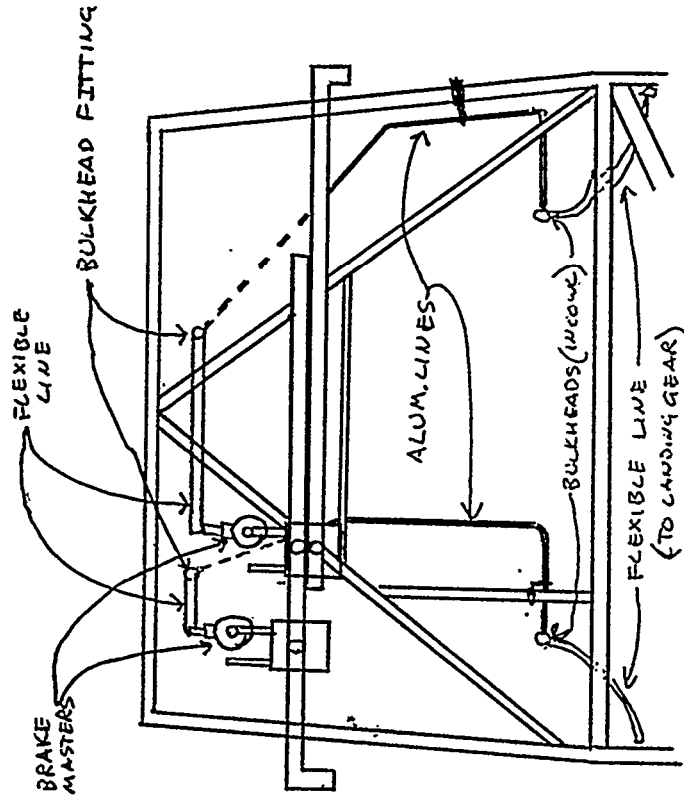 BRAKE
MASTERS
FLEXIBLE
LINE
BULKHEAD FITTING
ALUM. LINES
BULKHEADS (IN COWL)
FLEXIBLE LINE
(TO LANDING GEAR)